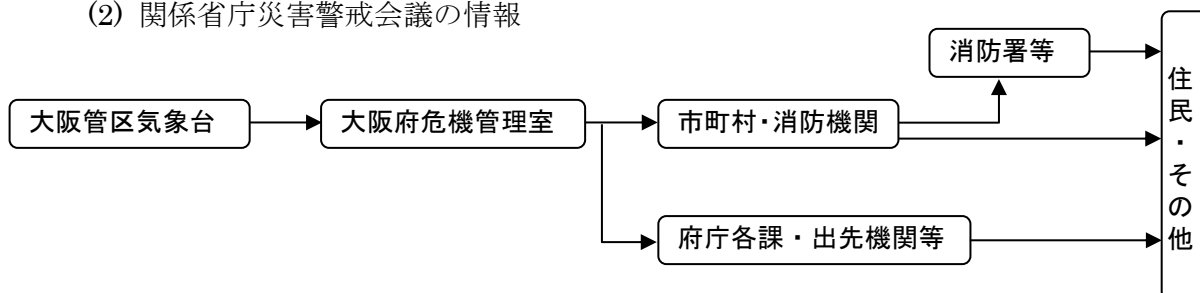 (2) 関係省庁災害警戒会議の情報
消防署等
大阪管区気象台
大阪府危機管理室
市町村・消防機関
府庁各課・出先機関等
住民・その他